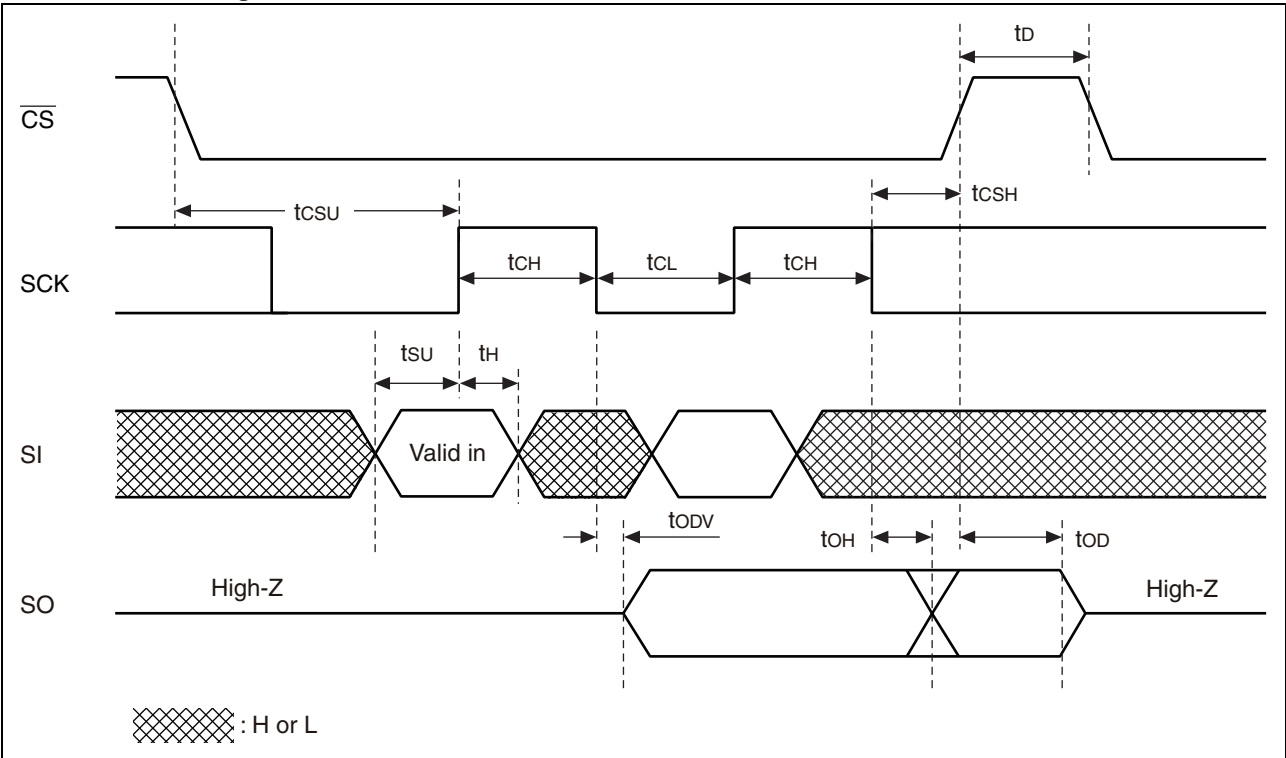 tD
CS
tCSH
tCSU
SCK
tCH
tCL
tCH
tSU
tH
SI
Valid in
tODV
tOH
tOD
SO
High-Z
High-Z
: H or L